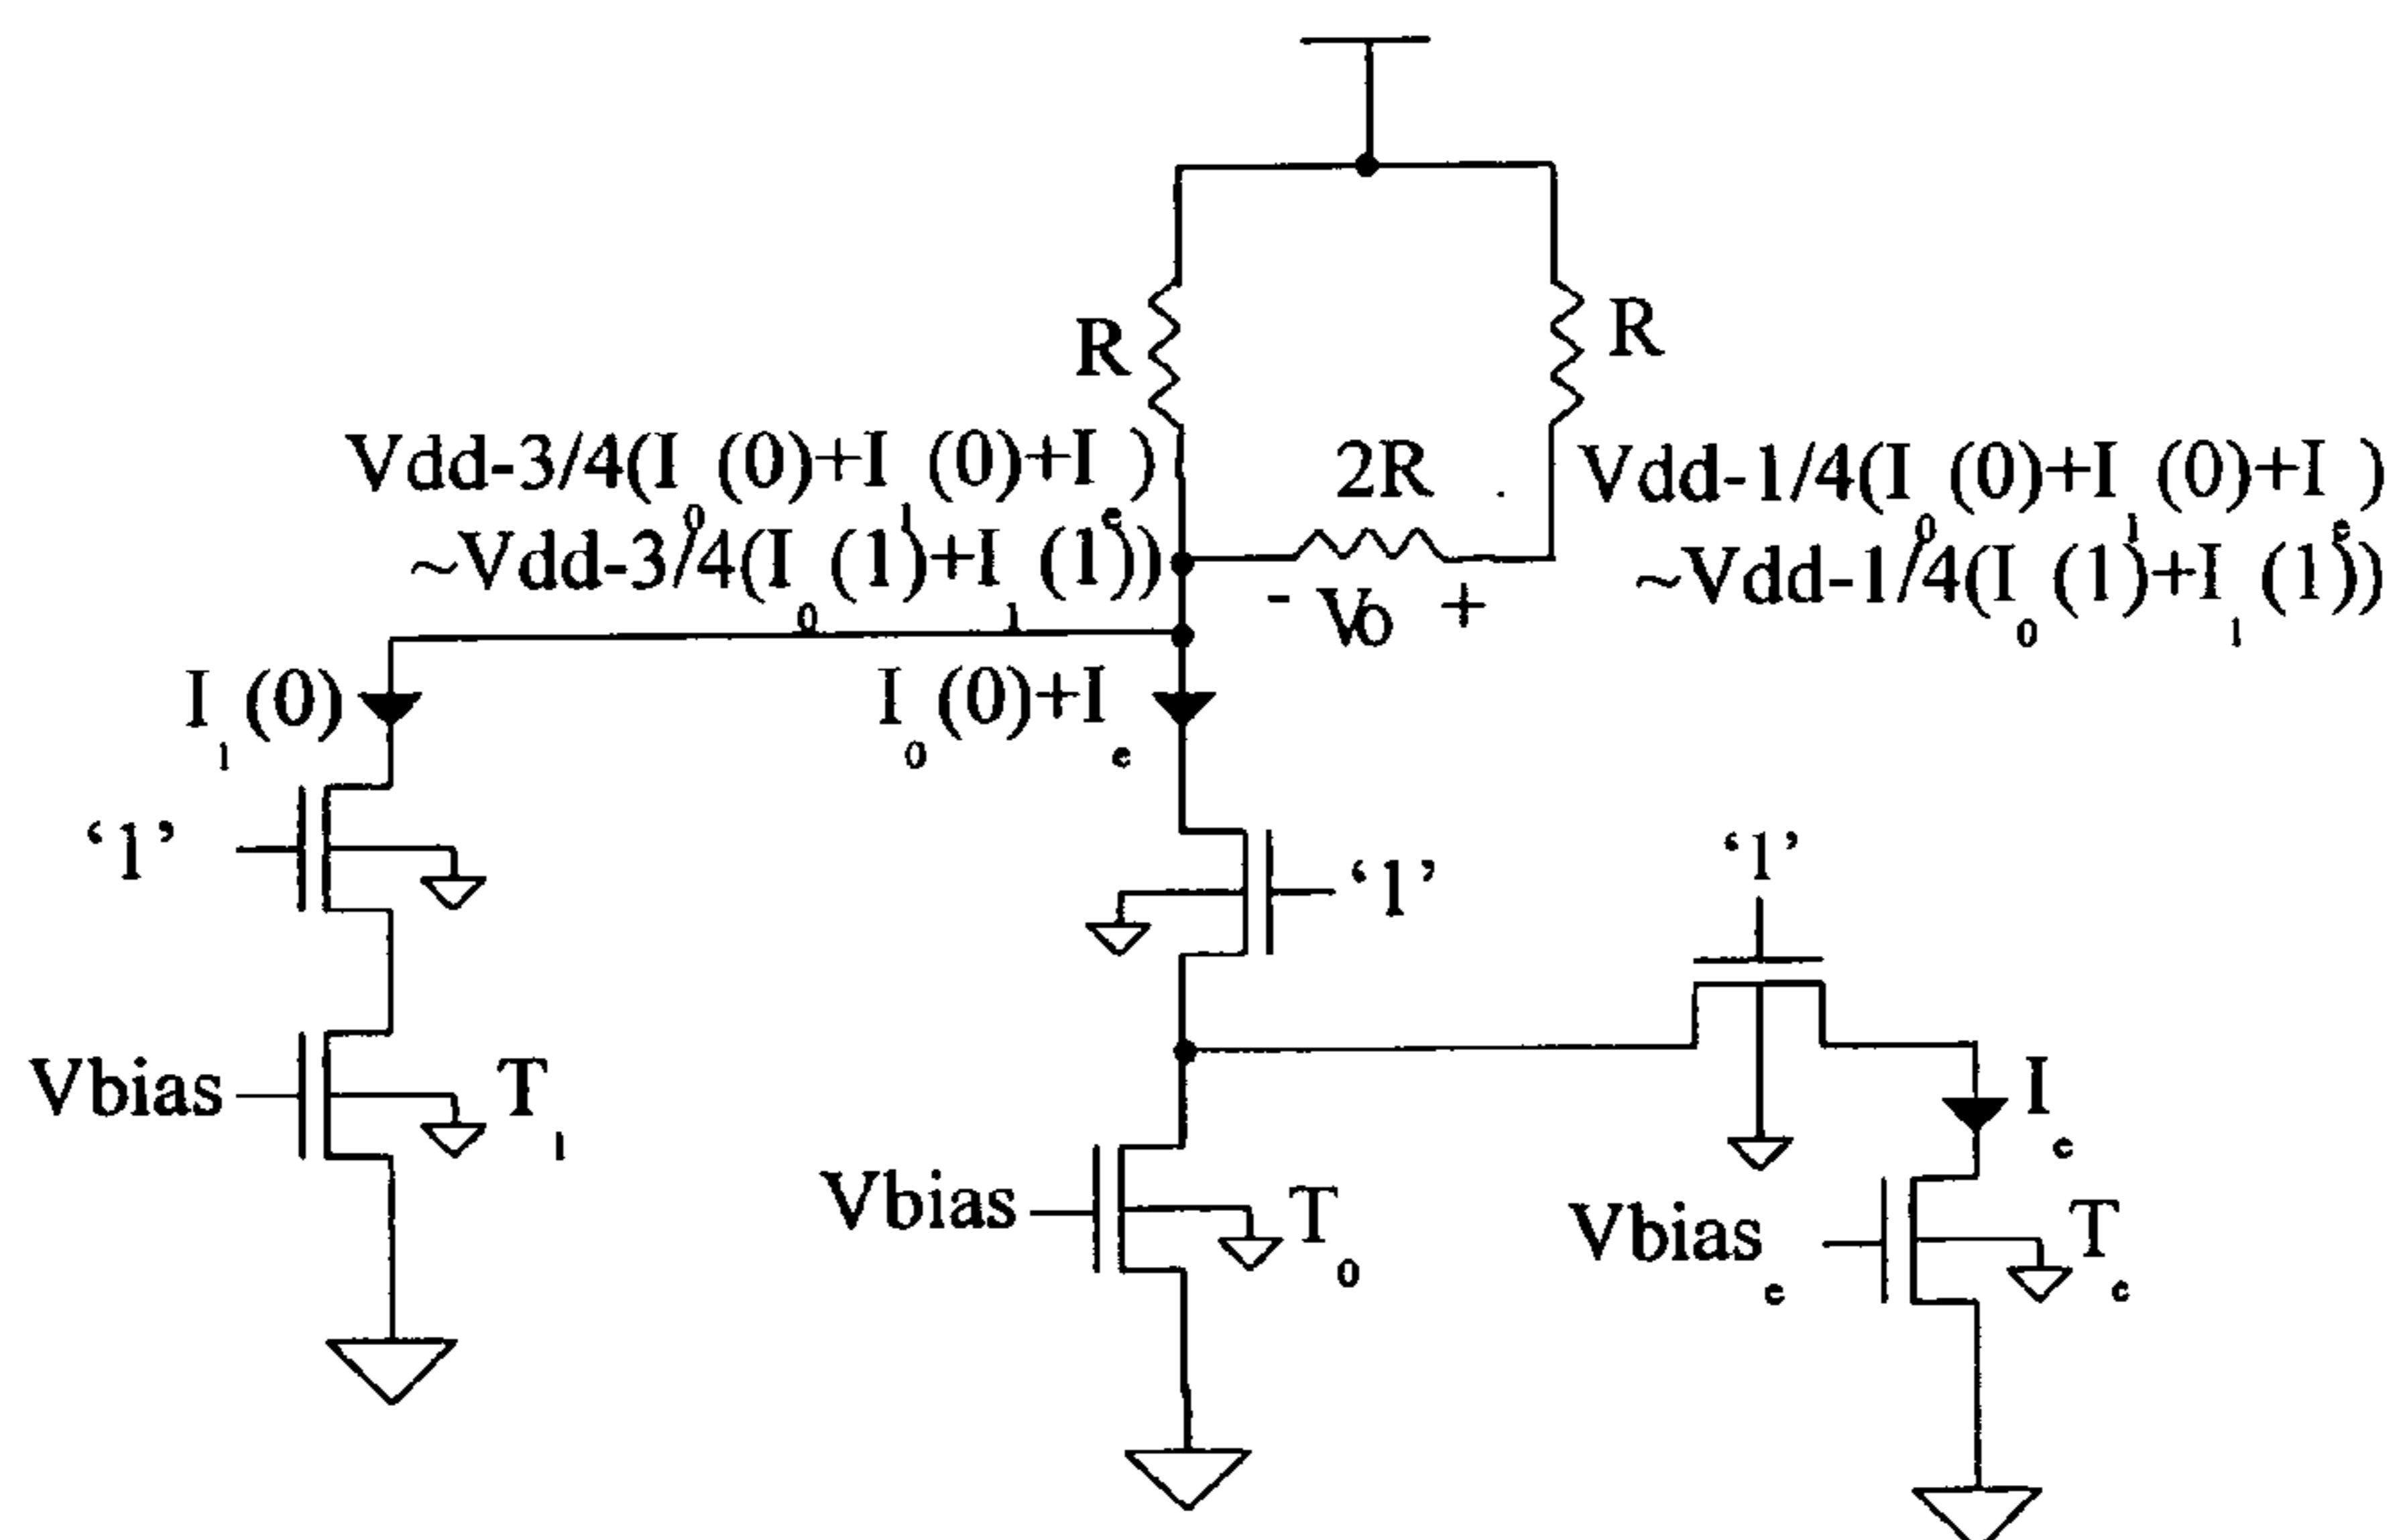 R
R
Vdd-3/4(I₀(0)+I₁(0)+Iₑ)
~Vdd-3/4(I₀(1)+I₁(1))
2R
Vdd-1/4(I₀(0)+I₁(0)+Iₑ)
~Vdd-1/4(I₀(1)+I₁(1))
- Vo +
I₁(0)
I₀(0)+Iₑ
‘1’
‘1’
‘1’
Vbias
T₁
Iₑ
Vbias
T₀
Vbiasₑ
Tₑ